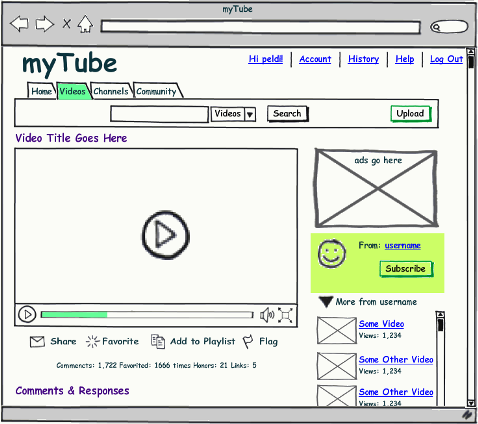 myTube
myTube
Hi peldi! Account History Help Log Out
Home Videos Channels Community
Videos Search Upload
Video Title Goes Here
ads go here
From: username
Subscribe
More from username
Some Video
Views: 1,234
Share Favorite Add to Playlist Flag
Some Other Video
Views: 1,234
Commencts: 1,722 Favorited: 1666 times Honors: 21 Links: 5
Some Other Video
Views: 1,234
Comments & Responses